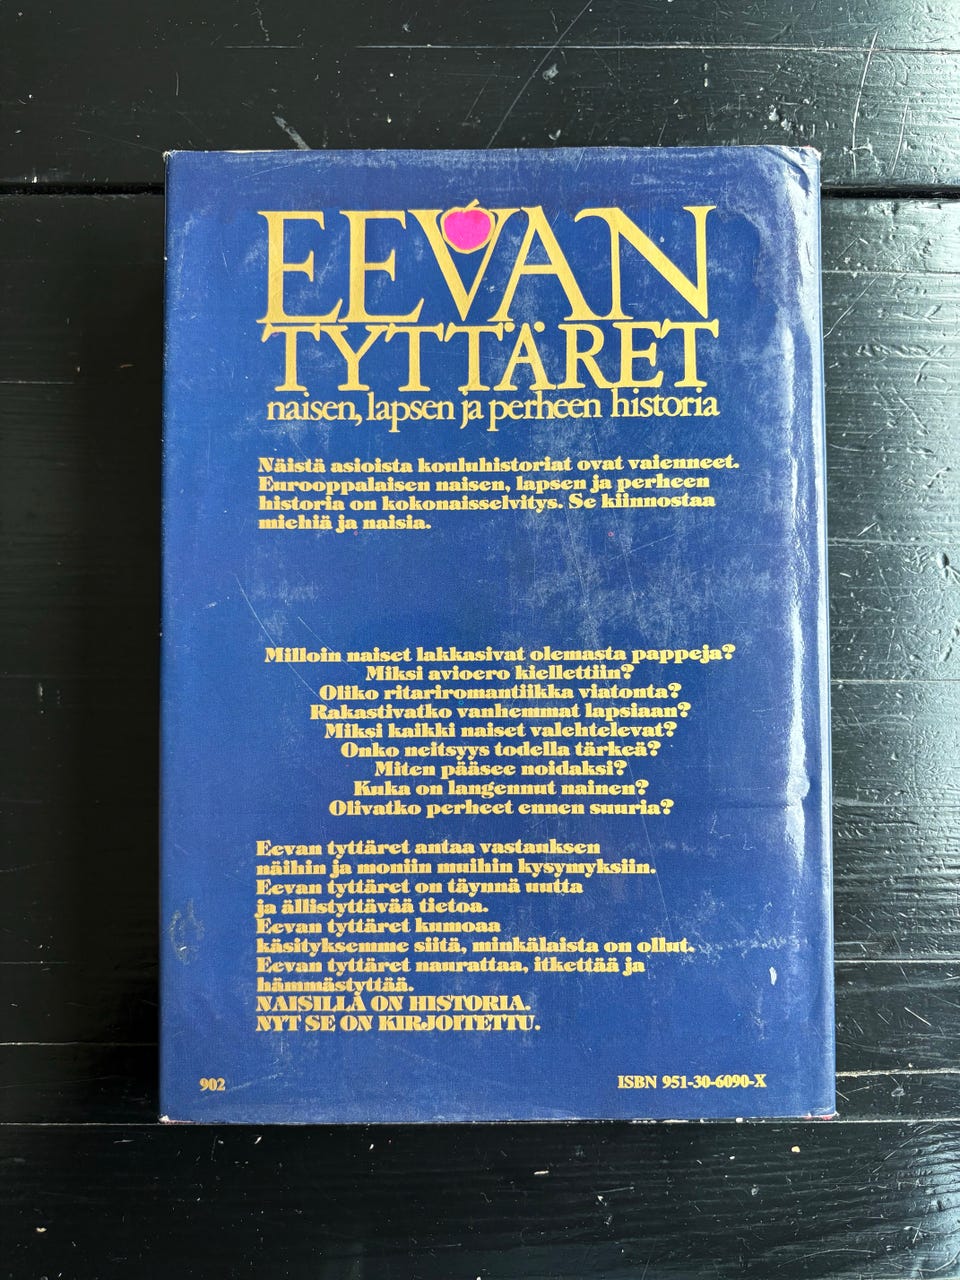 EEVAN
TYTTÄRET
naisen, lapsen ja perheen historia
Näistä asioista kouluhistoriat ovat vaienneet.
Eurooppalaisen naisen, lapsen ja perheen
historia on kokonaisselvitys. Se kiinnostaa
miehiä ja naisia.
Milloin naiset lakkasivat olemasta pappeja?
Miksi avioero kiellettiin?
Oliko ritariromantiikka viatonta?
Rakastivatko vanhemmat lapsiaan?
Miksi kaikki naiset valehtelevat?
Onko neitsyys todella tärkeä?
Miten pääsee noidaksi?
Kuka on langennut nainen?
Olivatko perheet ennen suuria?
Eevan tyttäret antaa vastauksen
näihin ja moniin muihin kysymyksiin.
Eevan tyttäret on täynnä uutta
ja ällistyttävää tietoa.
Eevan tyttäret kumoaa
käsityksemme siitä, minkälaista on ollut.
Eevan tyttäret naurattaa, itkettää ja
hämmästyttää.
NAISILLA ON HISTORIA.
NYT SE ON KIRJOITETTU.
902
ISBN 951-30-6090-X